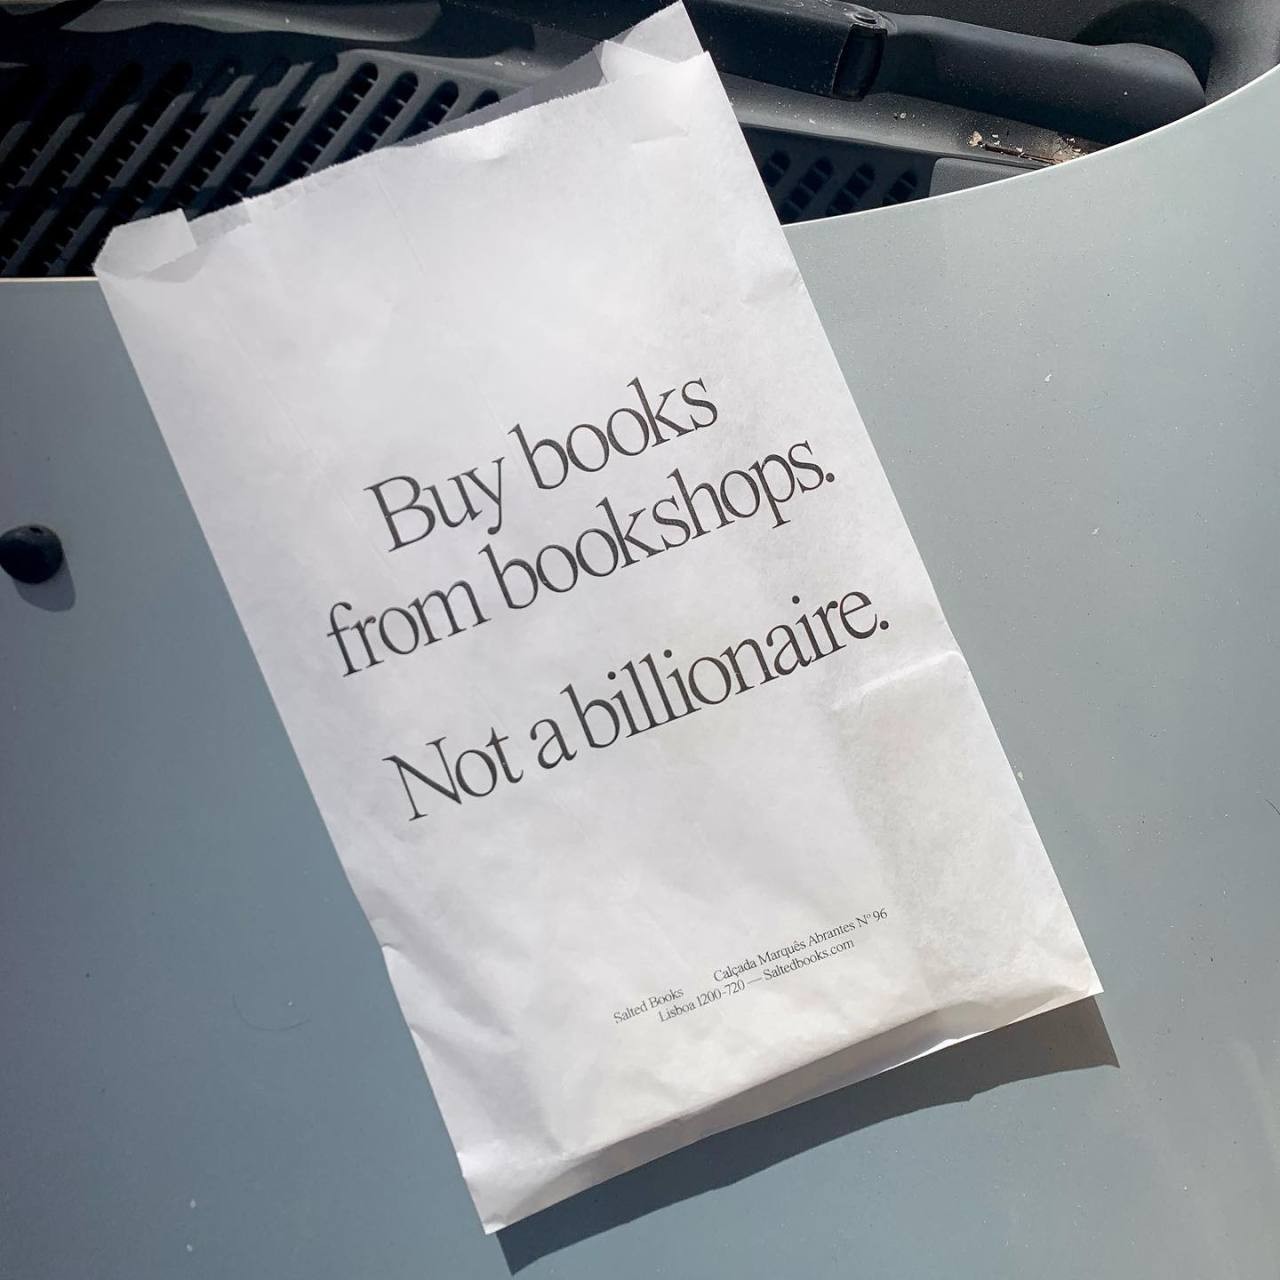 Buy books
from bookshops.
Not a billionaire.
Salted Books Calçada Marquês Abrantes Nº 96
Lisboa 1200-720 — Saltedbooks.com